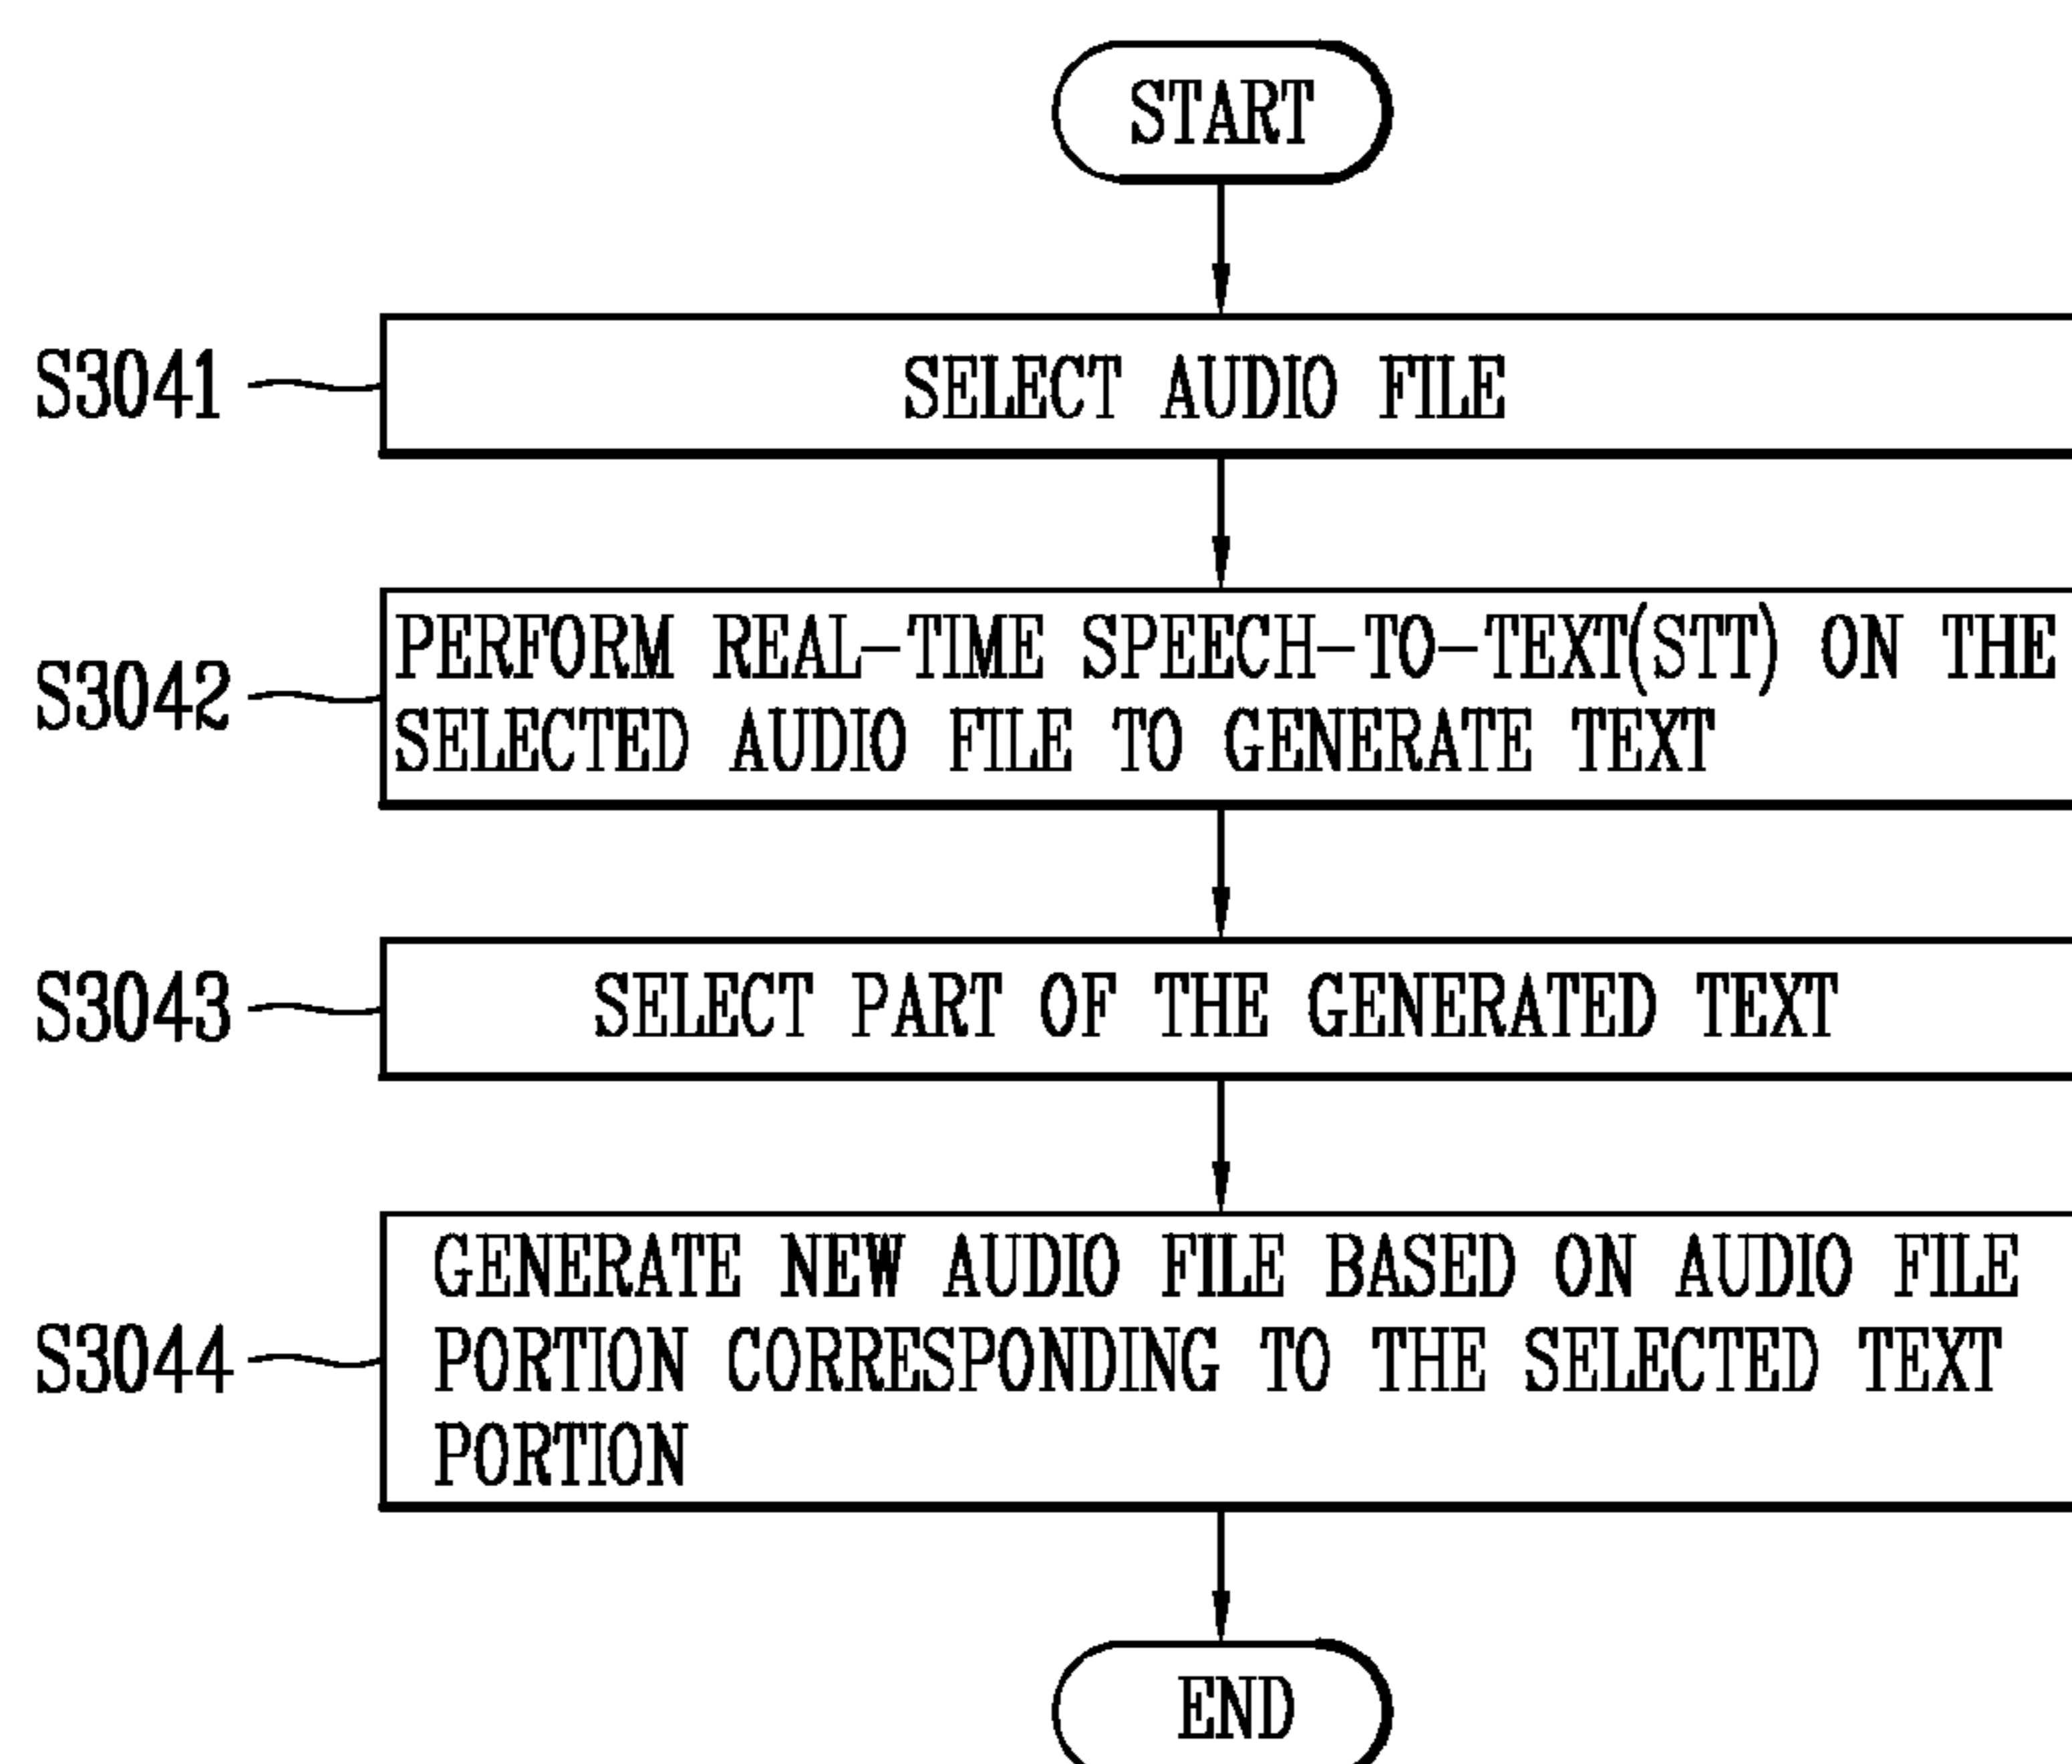 START
S3041
SELECT AUDIO FILE
S3042
PERFORM REAL-TIME SPEECH-TO-TEXT(STT) ON THE
SELECTED AUDIO FILE TO GENERATE TEXT
S3043
SELECT PART OF THE GENERATED TEXT
S3044
GENERATE NEW AUDIO FILE BASED ON AUDIO FILE
PORTION CORRESPONDING TO THE SELECTED TEXT
PORTION
END